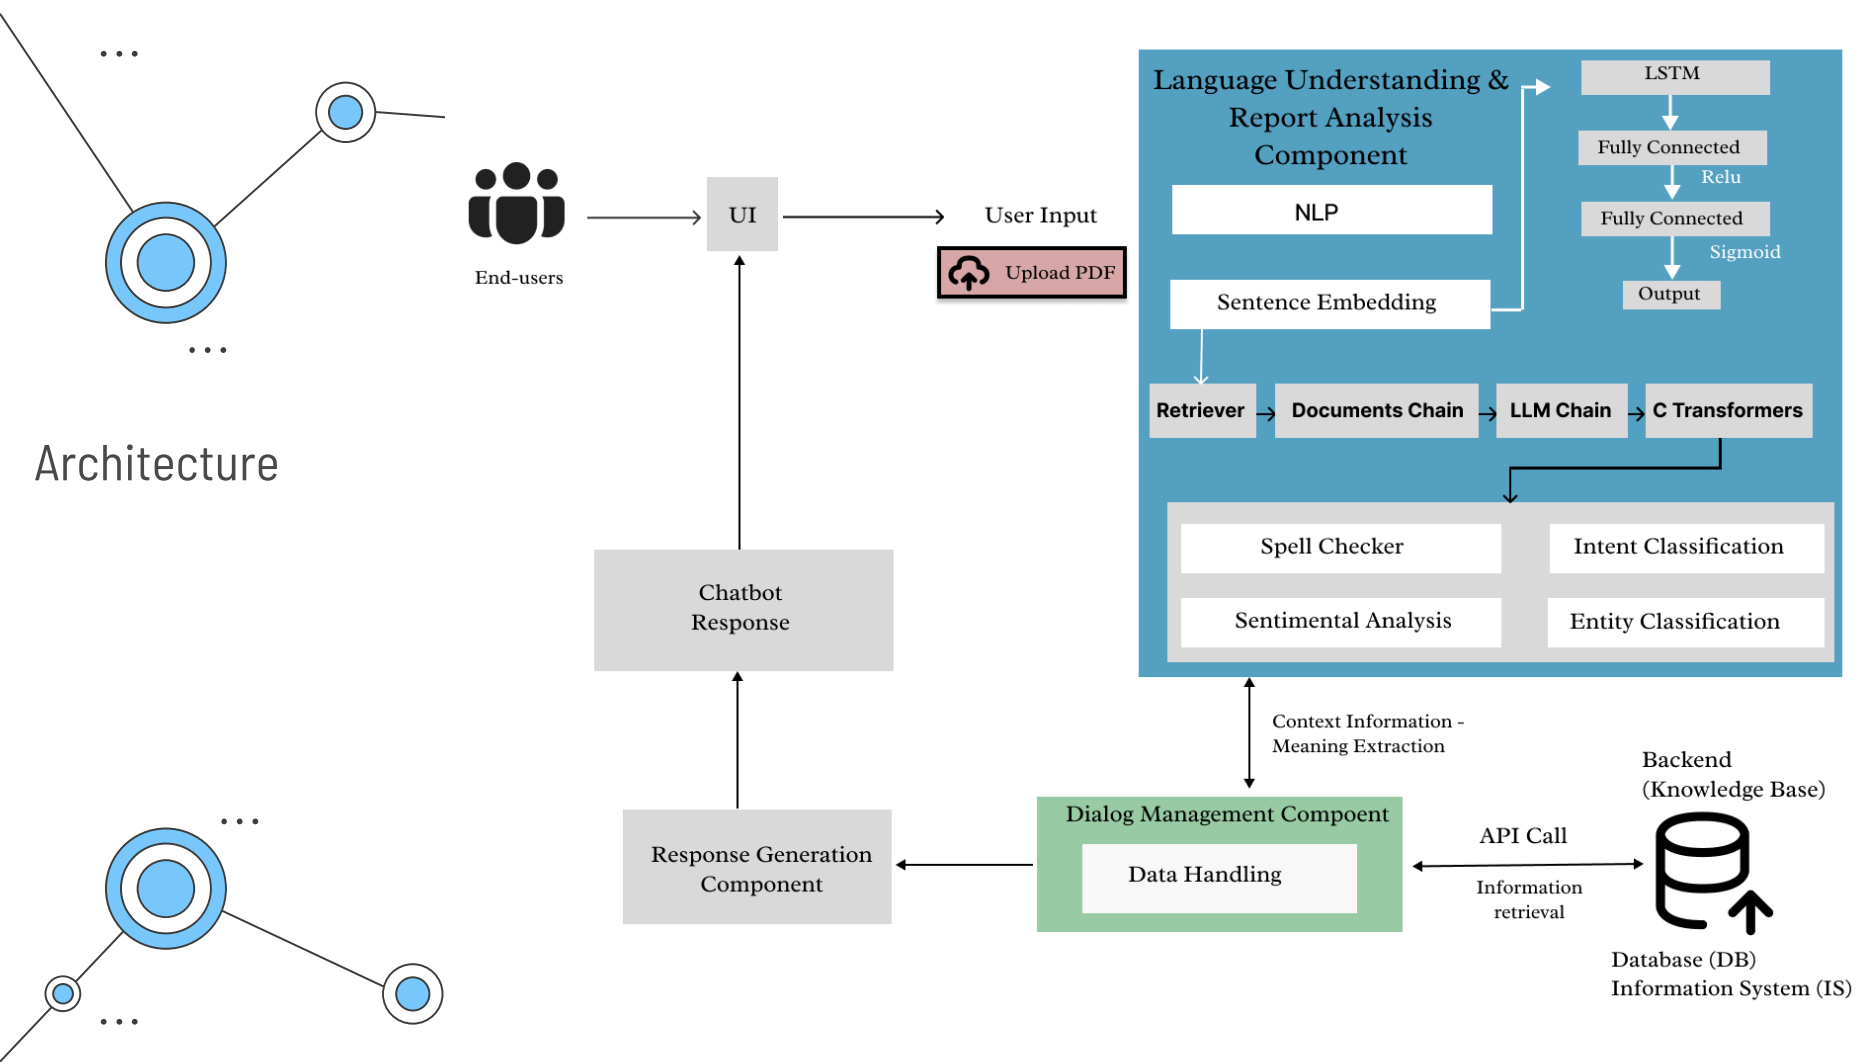 Architecture
End-users
UI
User Input
Upload PDF
Language Understanding &
Report Analysis
Component
NLP
Sentence Embedding
LSTM
Fully Connected
Relu
Fully Connected
Sigmoid
Output
Retriever
Documents Chain
LLM Chain
C Transformers
Spell Checker
Intent Classification
Sentimental Analysis
Entity Classification
Context Information -
Meaning Extraction
Dialog Management Compoent
Data Handling
API Call
Information
retrieval
Backend
(Knowledge Base)
Database (DB)
Information System (IS)
Response Generation
Component
Chatbot
Response